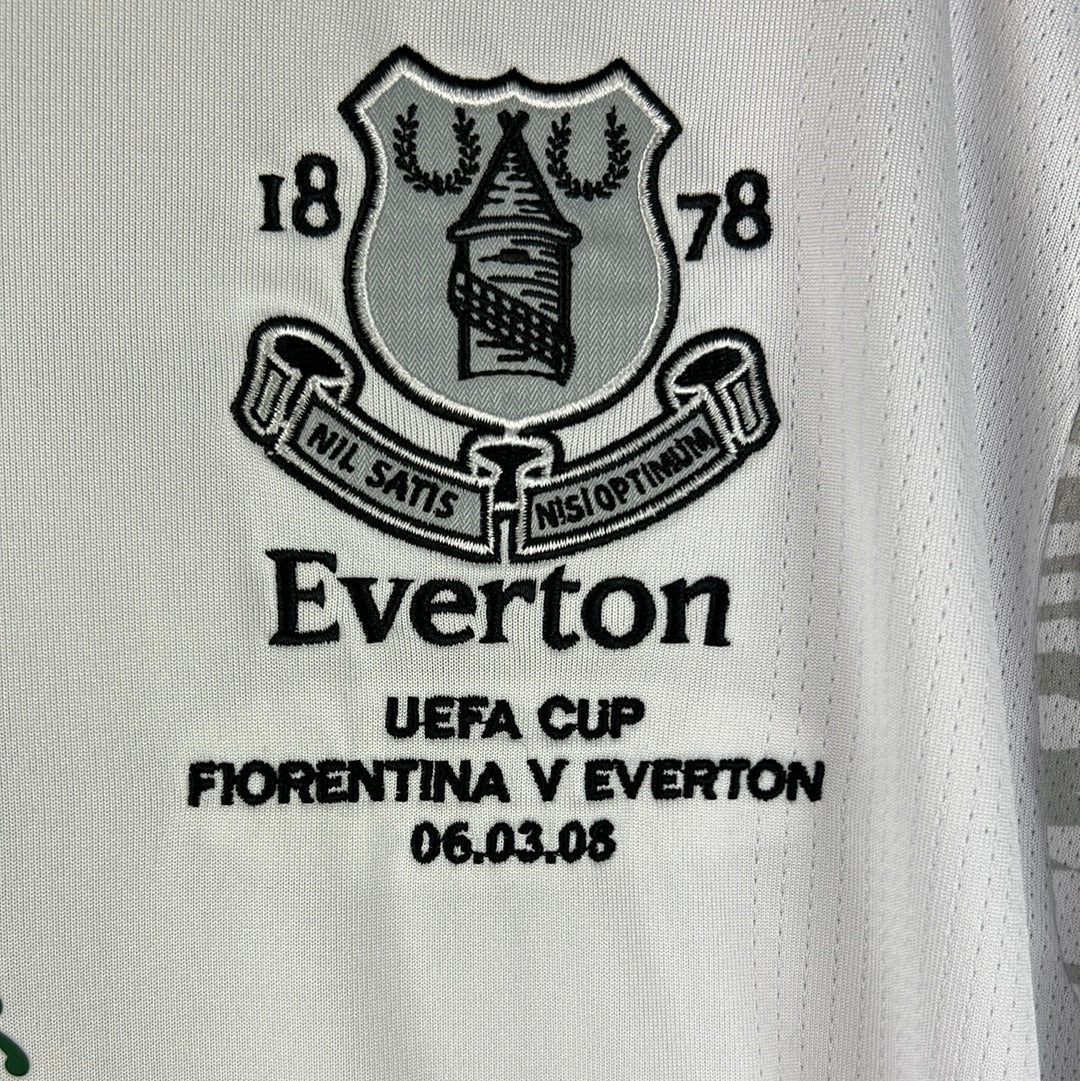 18 78
NIL SATIS NISI OPTIMUM
Everton
UEFA CUP
FIORENTINA V EVERTON
06.03.08